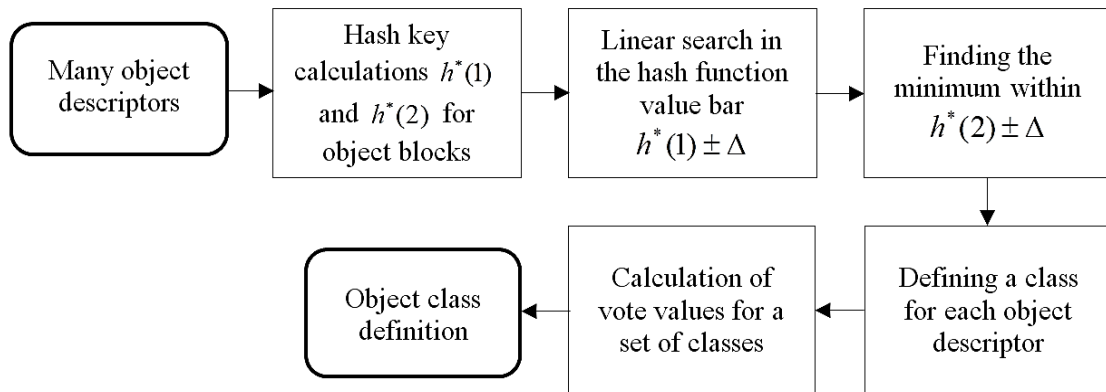 Many object
descriptors
Hash key
calculations h*(1)
and h*(2) for
object blocks
Linear search in
the hash function
value bar
h*(1) ± Δ
Finding the
minimum within
h*(2) ± Δ
Defining a class
for each object
descriptor
Calculation of
vote values for a
set of classes
Object class
definition